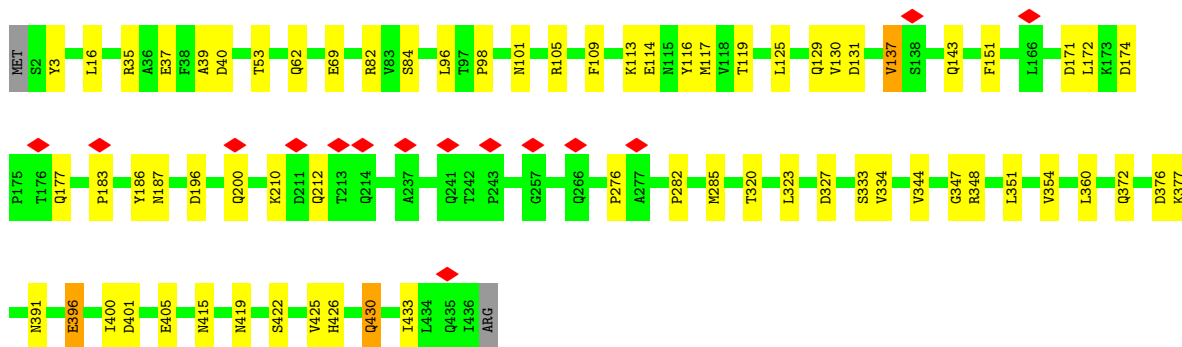 MET S2 Y3 L16 R35 A36 E37 F38 A39 D40 T53 Q62 E69 R82 V83 S84 L96 T97 P98 N101 R105 F109 K113 E114 N115 Y116 M117 V118 T119 L125 Q129 V130 D131 V137 S138 Q143 F151 L166 D171 L172 K173 D174
P175 T176 Q177 P183 Y186 N187 D196 Q200 K210 D211 Q212 T213 Q214 A237 Q241 T242 P243 G257 Q266 P276 A277 P282 M285 T320 L323 D327 S333 V334 V344 G347 R348 L351 V354 L360 Q372 D376 K377
N391 E396 I400 D401 E405 N415 N419 S422 V425 H426 Q430 I433 L434 Q435 I436 ARG